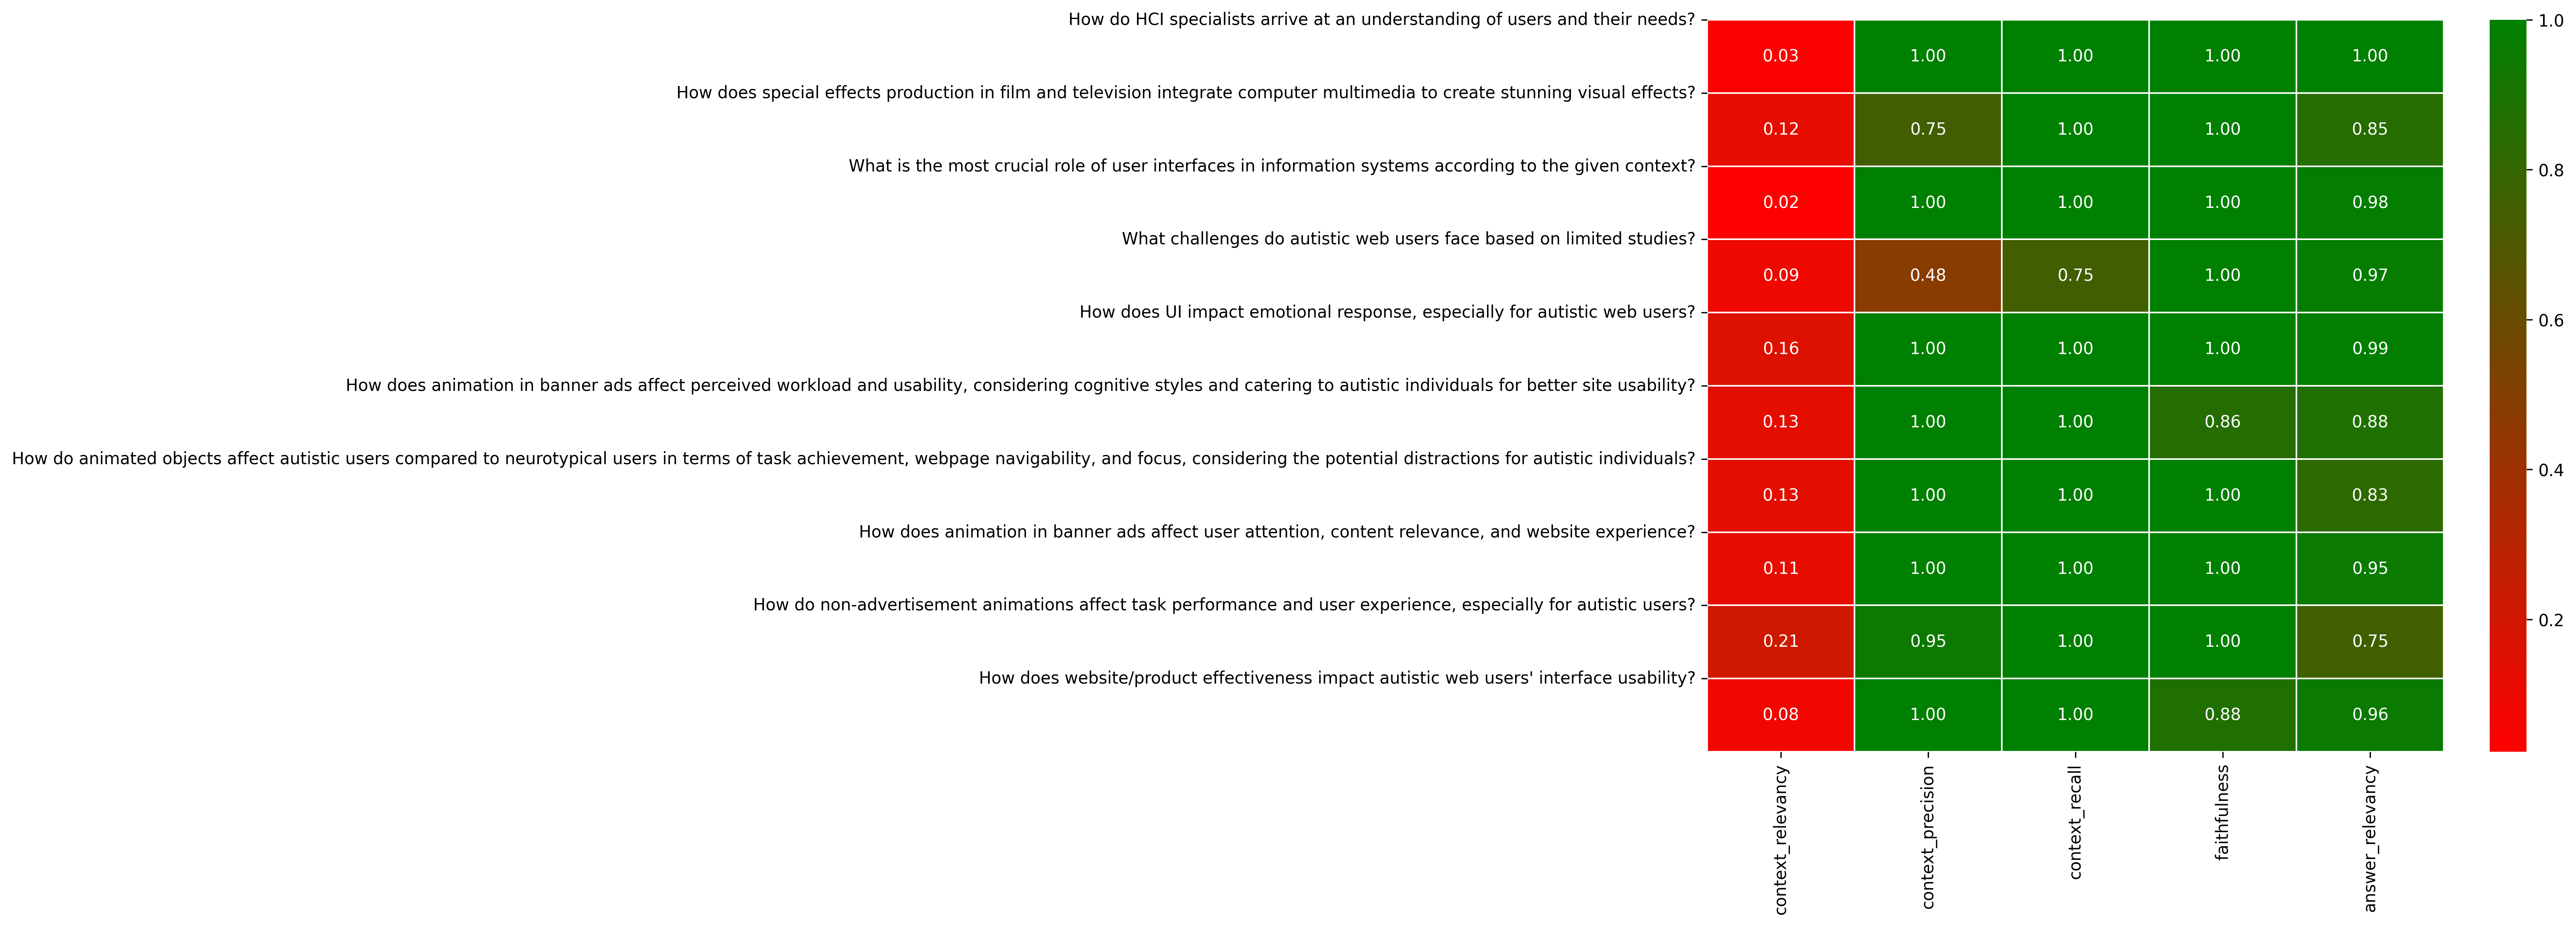 How do HCI specialists arrive at an understanding of users and their needs?
0.03 1.00 1.00 1.00 1.00
How does special effects production in film and television integrate computer multimedia to create stunning visual effects?
0.12 0.75 1.00 1.00 0.85
What is the most crucial role of user interfaces in information systems according to the given context?
0.02 1.00 1.00 1.00 0.98
What challenges do autistic web users face based on limited studies?
0.09 0.48 0.75 1.00 0.97
How does UI impact emotional response, especially for autistic web users?
0.16 1.00 1.00 1.00 0.99
How does animation in banner ads affect perceived workload and usability, considering cognitive styles and catering to autistic individuals for better site usability?
0.13 1.00 1.00 0.86 0.88
How do animated objects affect autistic users compared to neurotypical users in terms of task achievement, webpage navigability, and focus, considering the potential distractions for autistic individuals?
0.13 1.00 1.00 1.00 0.83
How does animation in banner ads affect user attention, content relevance, and website experience?
0.11 1.00 1.00 1.00 0.95
How do non-advertisement animations affect task performance and user experience, especially for autistic users?
0.21 0.95 1.00 1.00 0.75
How does website/product effectiveness impact autistic web users' interface usability?
0.08 1.00 1.00 0.88 0.96
context_relevancy
context_precision
context_recall
faithfulness
answer_relevancy
1.0
0.8
0.6
0.4
0.2